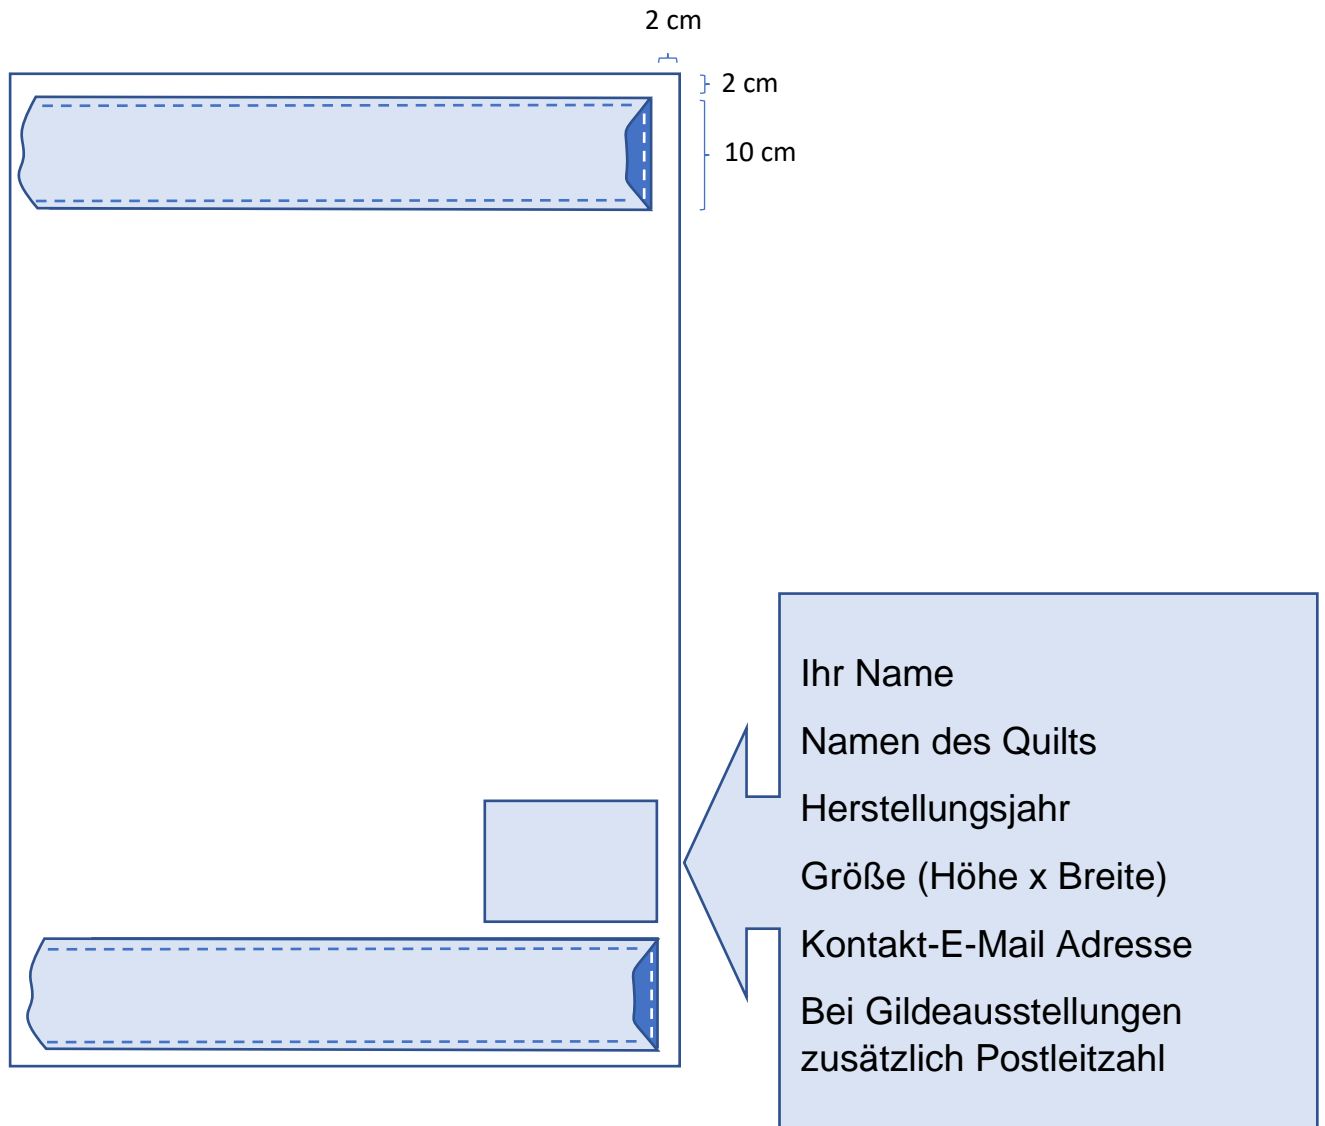 2 cm
2 cm
10 cm
Ihr Name
Namen des Quilts
Herstellungsjahr
Größe (Höhe x Breite)
Kontakt-E-Mail Adresse
Bei Gildeausstellungen
zusätzlich Postleitzahl